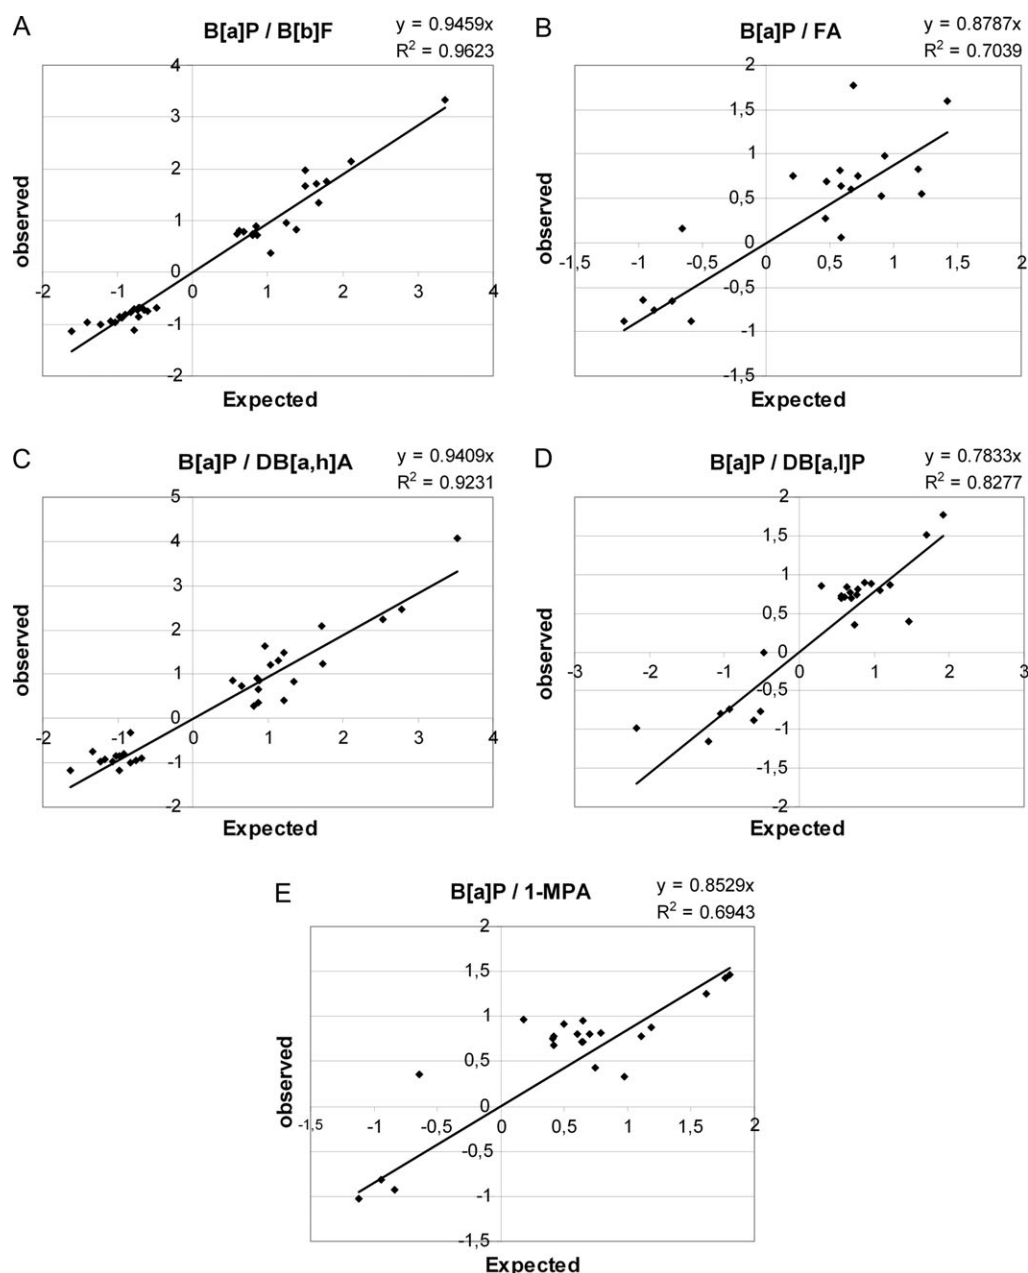 A
B[a]P / B[b]F
y = 0.9459x
R² = 0.9623
4
3
2
1
0
-1
-2
-2
-1
0
1
2
3
4
observed
Expected
B
B[a]P / FA
y = 0.8787x
R² = 0.7039
2
1,5
1
0,5
0
-0,5
-1
-1,5
-1,5
-1
-0,5
0
0,5
1
1,5
2
observed
Expected
C
B[a]P / DB[a,h]A
y = 0.9409x
R² = 0.9231
5
4
3
2
1
0
-1
-2
-2
-1
0
1
2
3
4
observed
Expected
D
B[a]P / DB[a,l]P
y = 0.7833x
R² = 0.8277
2
1,5
1
0,5
0
-0,5
-1
-1,5
-2
-3
-2
-1
0
1
2
3
observed
Expected
E
B[a]P / 1-MPA
y = 0.8529x
R² = 0.6943
2
1,5
1
0,5
0
-0,5
-1
-1,5
-1,5
-1
-0,5
0
0,5
1
1,5
2
observed
Expected